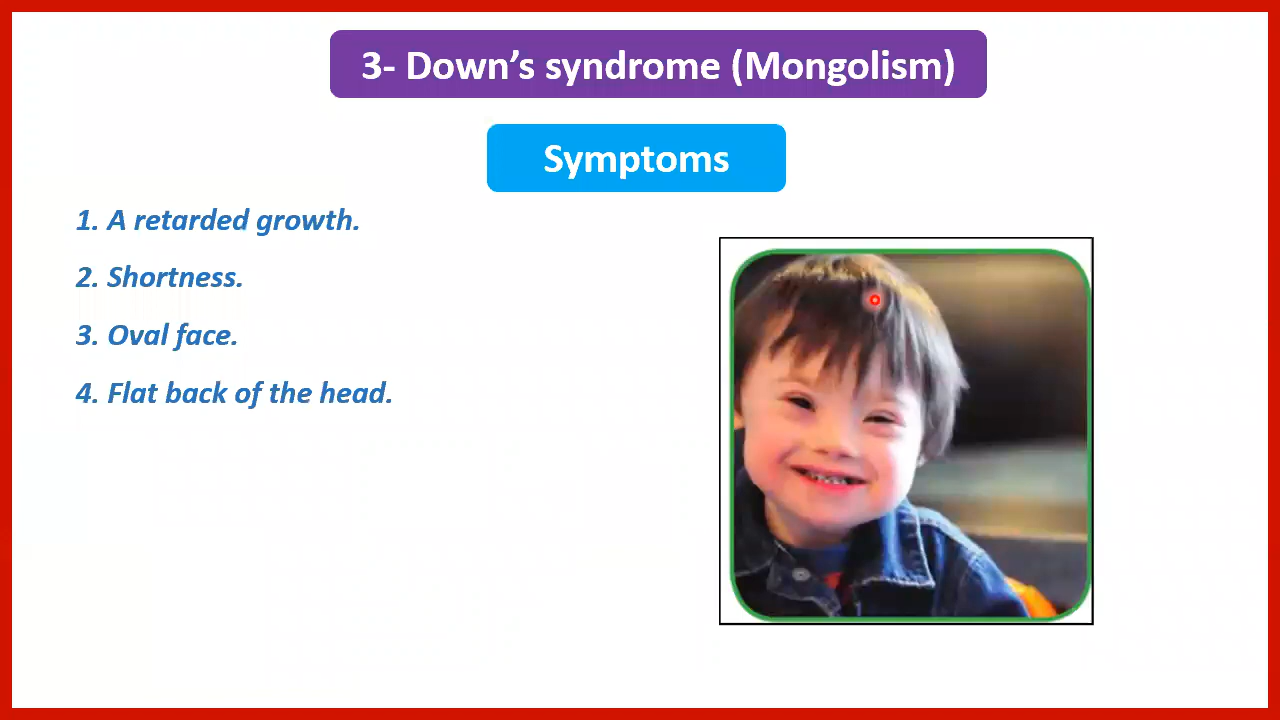 3- Down’s syndrome (Mongolism)
Symptoms
1. A retarded growth.
2. Shortness.
3. Oval face.
4. Flat back of the head.